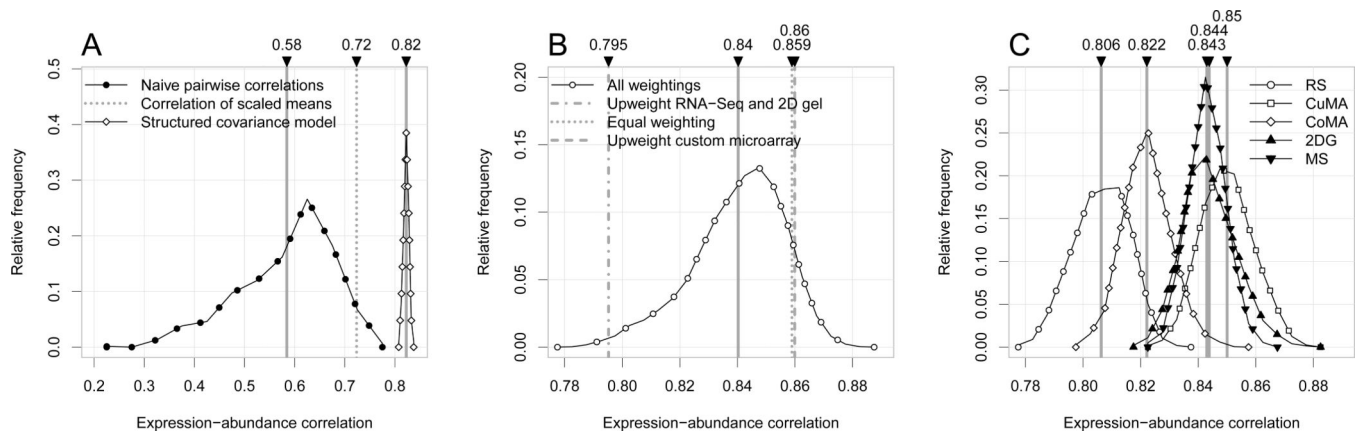 A
0.58 0.72 0.82
0.5
0.4
0.3
0.2
0.1
0.0
Relative frequency
Naive pairwise correlations
Correlation of scaled means
Structured covariance model
0.2 0.3 0.4 0.5 0.6 0.7 0.8
Expression−abundance correlation
B
0.86
0.795 0.84 0.859
0.20
0.15
0.10
0.05
0.00
Relative frequency
All weightings
Upweight RNA−Seq and 2D gel
Equal weighting
Upweight custom microarray
0.78 0.80 0.82 0.84 0.86 0.88
Expression−abundance correlation
C
0.85
0.844
0.806 0.822 0.843
0.30
0.25
0.20
0.15
0.10
0.05
0.00
Relative frequency
RS
CuMA
CoMA
2DG
MS
0.78 0.80 0.82 0.84 0.86 0.88
Expression−abundance correlation